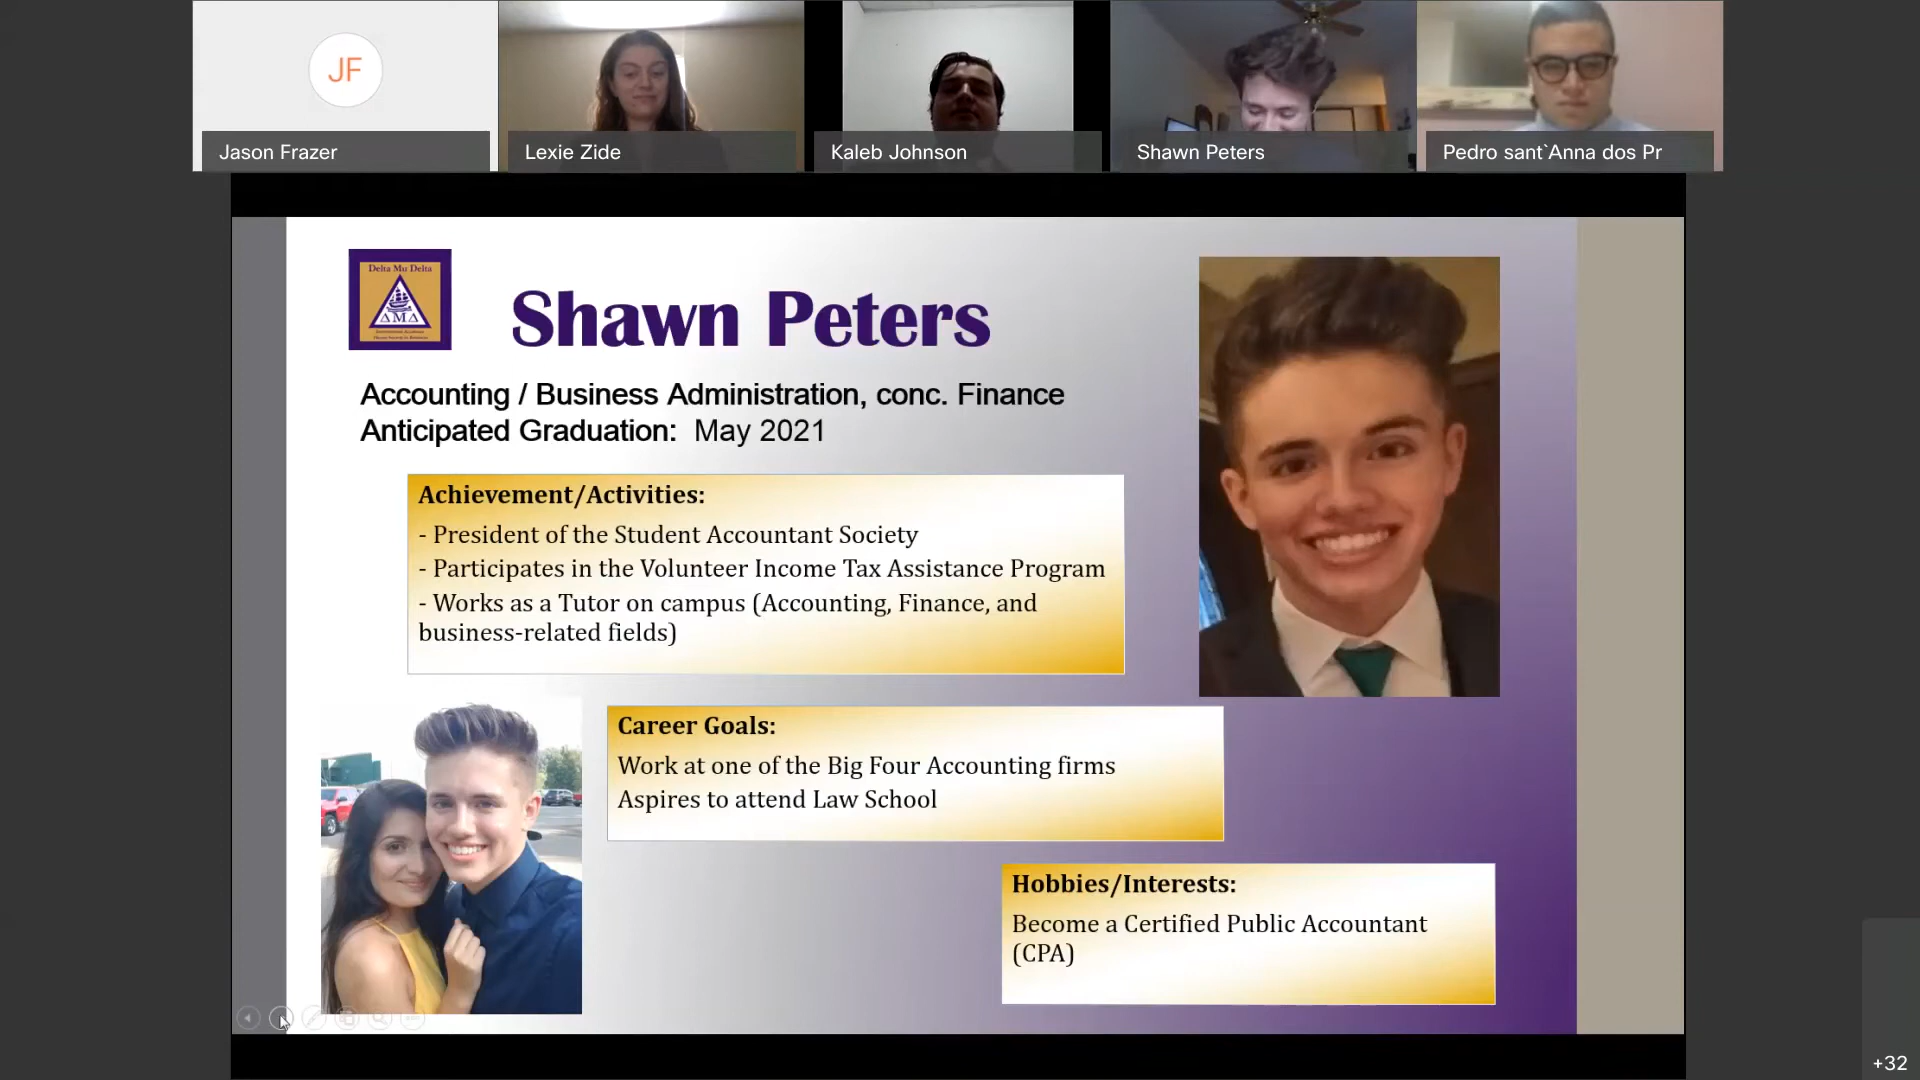 JF
Jason Frazer
Lexie Zide
Kaleb Johnson
Shawn Peters
Pedro sant`Anna dos Pr
Delta Mu Delta
ΔΜΔ
Shawn Peters
Accounting / Business Administration, conc. Finance
Anticipated Graduation: May 2021
Achievement/Activities:
- President of the Student Accountant Society
- Participates in the Volunteer Income Tax Assistance Program
- Works as a Tutor on campus (Accounting, Finance, and
business-related fields)
Career Goals:
Work at one of the Big Four Accounting firms
Aspires to attend Law School
Hobbies/Interests:
Become a Certified Public Accountant
(CPA)
+32